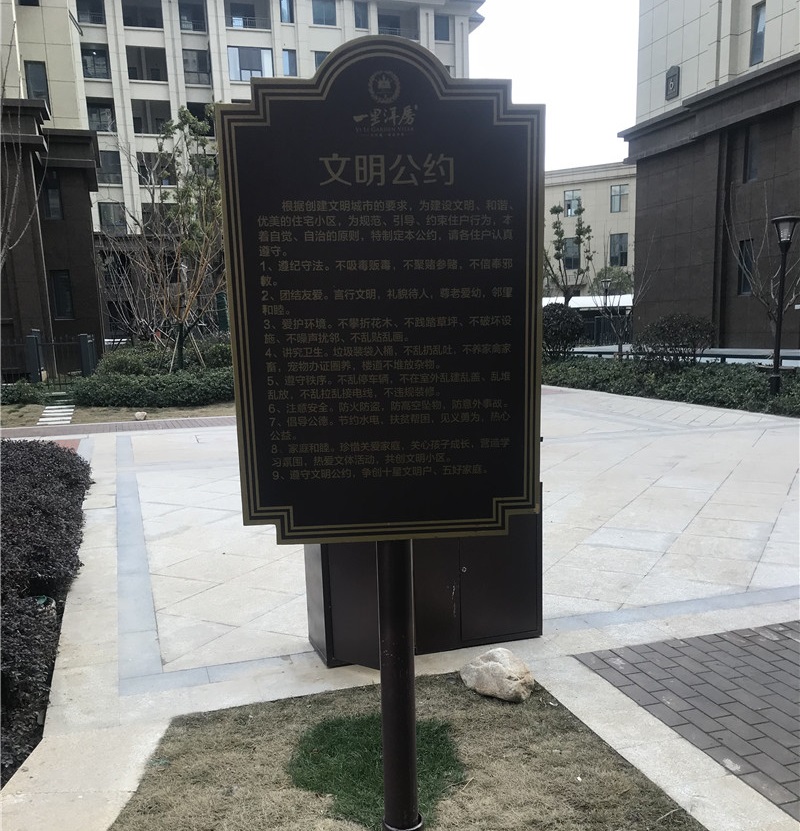 一里洋房
文明公约
根据创建文明城市的要求，为建设文明、和谐、
优美的住宅小区，为规范、引导、约束住户行为，本
着自觉、自治的原则，特制定本公约，请各住户认真
遵守。
1、遵纪守法。不吸毒贩毒，不聚赌参赌，不信奉邪
教。
2、团结友爱。言行文明，礼貌待人，尊老爱幼，邻里
和睦。
3、爱护环境。不攀折花木、不践踏草坪、不破坏设
施、不噪声扰邻、不乱贴乱画。
4、讲究卫生。垃圾袋装入桶，不乱扔乱吐，不养家禽家
畜，宠物办证圈养，楼道不堆放杂物。
5、遵守秩序。不乱停车辆，不在室外乱建乱盖、乱堆
乱放，不乱拉乱接电线，不违规装修。
6、注意安全。防火防盗，防高空坠物，防意外事故。
7、倡导公德。节约水电，扶贫帮困，见义勇为，热心
公益。
8、家庭和睦。珍惜关爱家庭，关心孩子成长，营造学
习氛围，热爱文体活动，共创文明小区。
9、遵守文明公约，争创十星文明户，五好家庭。